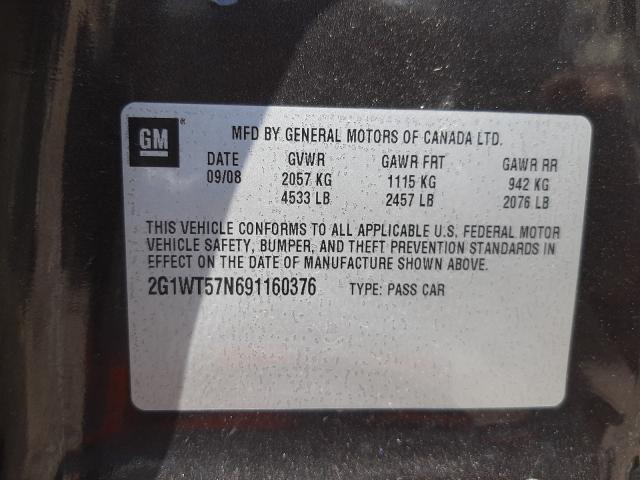 GM ®
MFD BY GENERAL MOTORS OF CANADA LTD.
DATE GVWR GAWR FRT GAWR RR
09/08 2057 KG 1115 KG 942 KG
4533 LB 2457 LB 2076 LB
THIS VEHICLE CONFORMS TO ALL APPLICABLE U.S. FEDERAL MOTOR
VEHICLE SAFETY, BUMPER, AND THEFT PREVENTION STANDARDS IN
EFFECT ON THE DATE OF MANUFACTURE SHOWN ABOVE.
2G1WT57N691160376 TYPE: PASS CAR